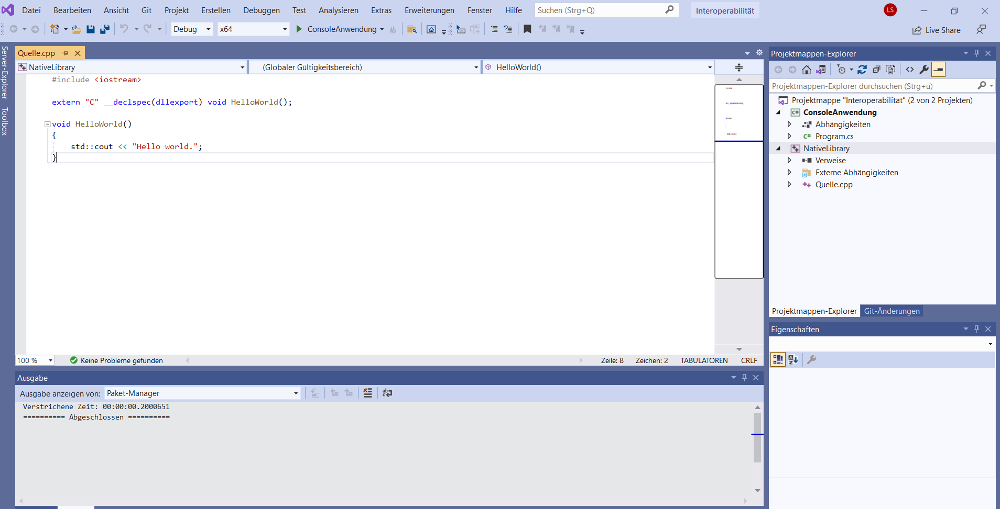 Datei Bearbeiten Ansicht Git Projekt Erstellen Debuggen Test Analysieren Extras Erweiterungen Fenster Hilfe Suchen (Strg+Q) Interoperabilität LS
Debug x64 ConsoleAnwendung Live Share
Server-Explorer
Toolbox
Quelle.cpp
NativeLibrary (Globaler Gültigkeitsbereich) HelloWorld()
#include <iostream>
extern "C" __declspec(dllexport) void HelloWorld();
void HelloWorld()
{
std::cout << "Hello world.";
}
100 % Keine Probleme gefunden Zeile: 8 Zeichen: 2 TABULATOREN CRLF
Ausgabe
Ausgabe anzeigen von: Paket-Manager
Verstrichene Zeit: 00:00:00.2000651
========== Abgeschlossen ==========
Projektmappen-Explorer
Projektmappen-Explorer durchsuchen (Strg+ü)
Projektmappe "Interoperabilität" (2 von 2 Projekten)
C# ConsoleAnwendung
Abhängigkeiten
C# Program.cs
NativeLibrary
Verweise
Externe Abhängigkeiten
Quelle.cpp
Projektmappen-Explorer Git-Änderungen
Eigenschaften